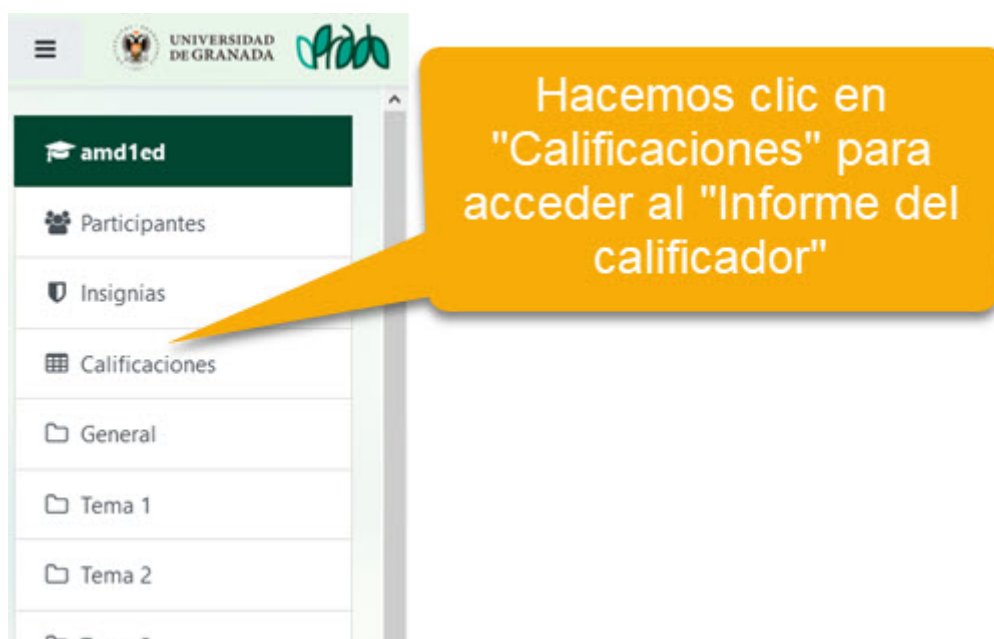 UNIVERSIDAD
DE GRANADA
prado
Hacemos clic en
"Calificaciones" para
acceder al "Informe del
calificador"
amd1ed
Participantes
Insignias
Calificaciones
General
Tema 1
Tema 2